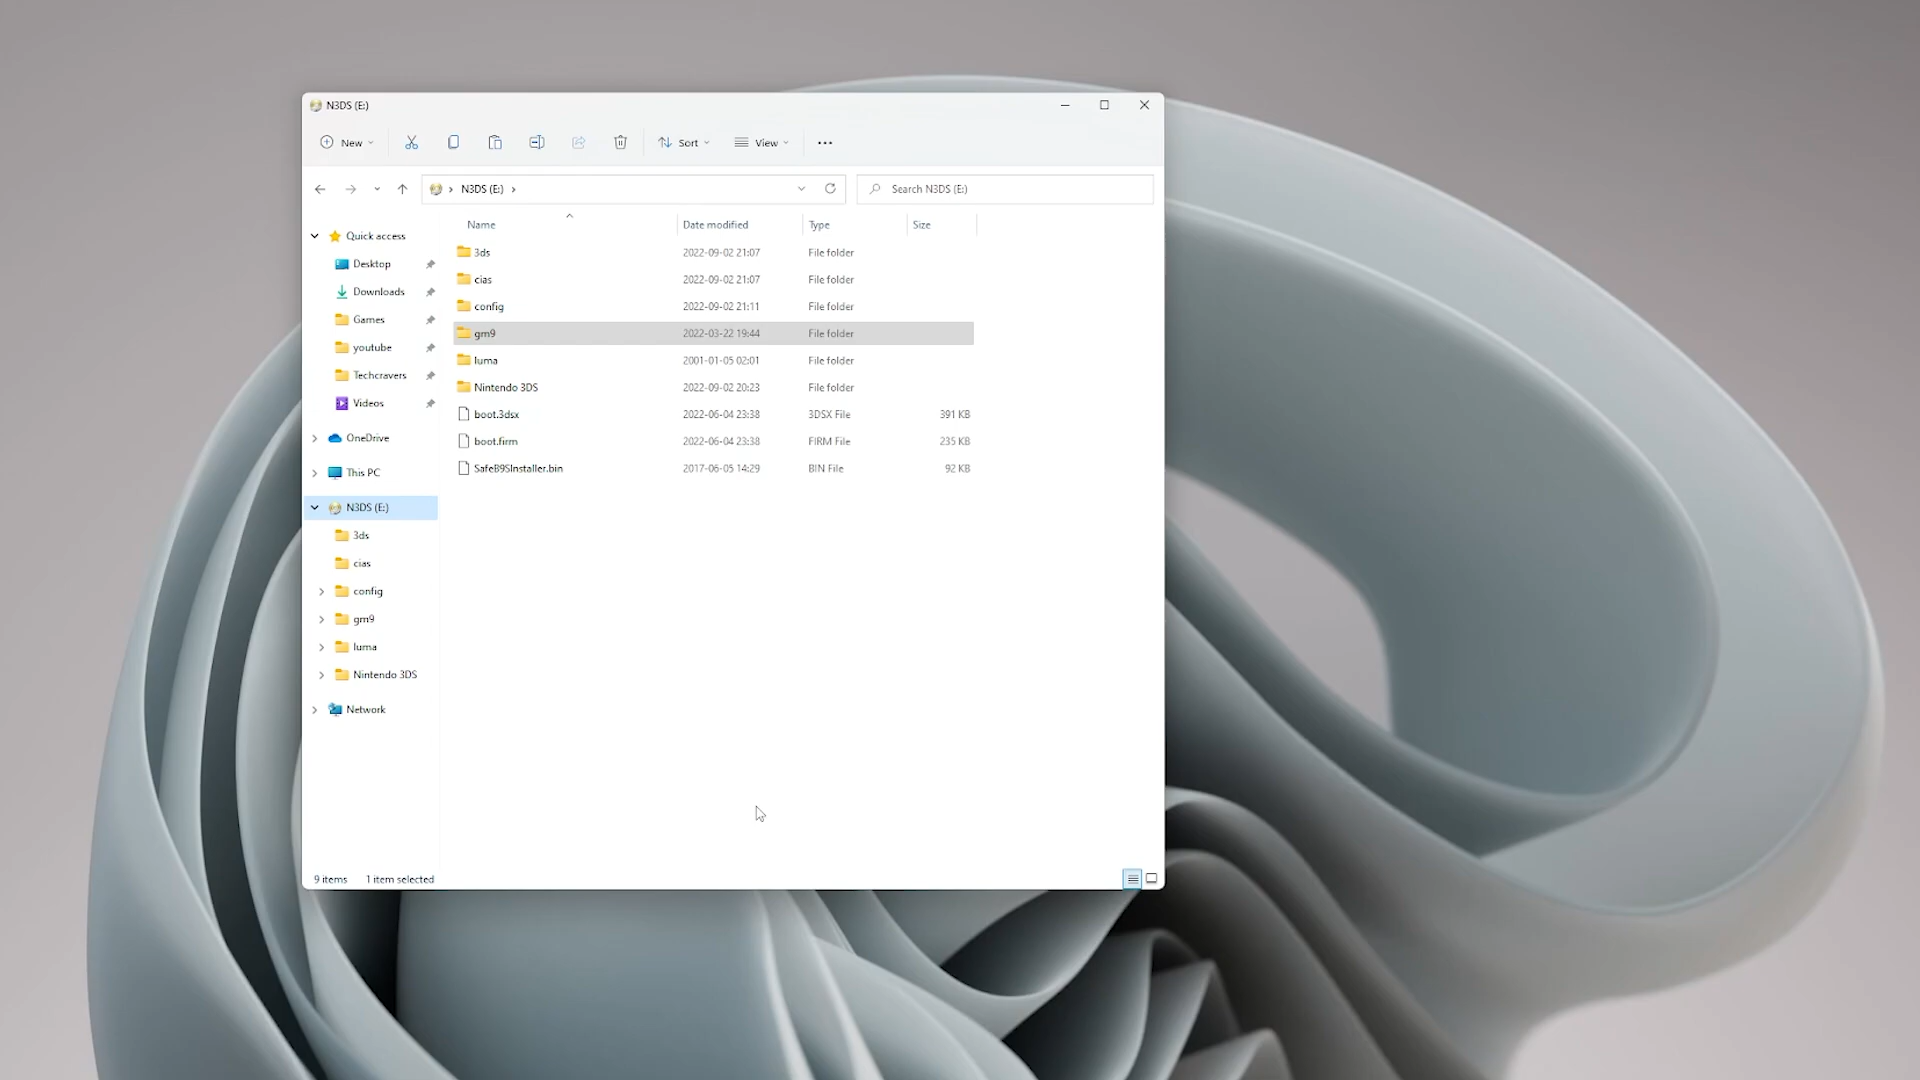 N3DS (E:)
New
Sort
View
N3DS (E:)
Search N3DS (E:)
Name Date modified Type Size
3ds 2022-09-02 21:07 File folder
cias 2022-09-02 21:07 File folder
config 2022-09-02 21:11 File folder
gm9 2022-03-22 19:44 File folder
luma 2001-01-05 02:01 File folder
Nintendo 3DS 2022-09-02 20:23 File folder
boot.3dsx 2022-06-04 23:38 3DSX File 391 KB
boot.firm 2022-06-04 23:38 FIRM File 235 KB
SafeB9SInstaller.bin 2017-06-05 14:29 BIN File 92 KB
Quick access
Desktop
Downloads
Games
youtube
Techcravers
Videos
OneDrive
This PC
N3DS (E:)
3ds
cias
config
gm9
luma
Nintendo 3DS
Network
9 items 1 item selected